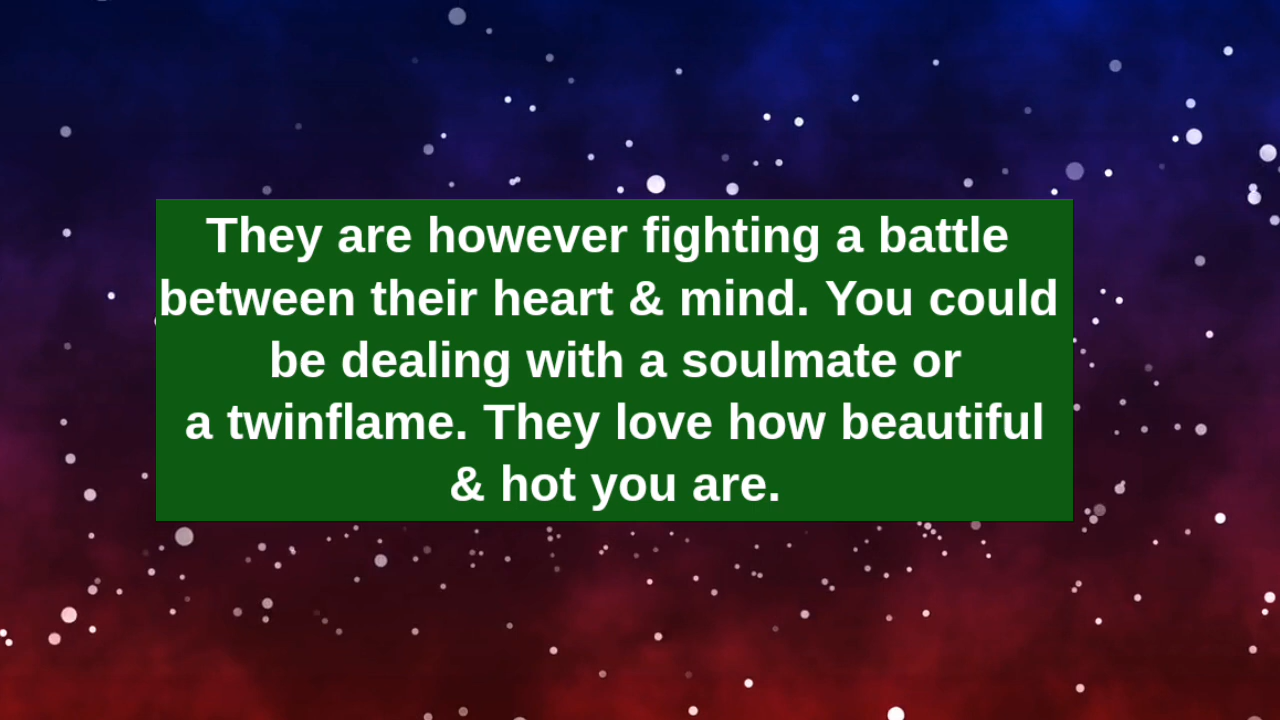 They are however fighting a battle
between their heart & mind. You could
be dealing with a soulmate or
a twinflame. They love how beautiful
& hot you are.